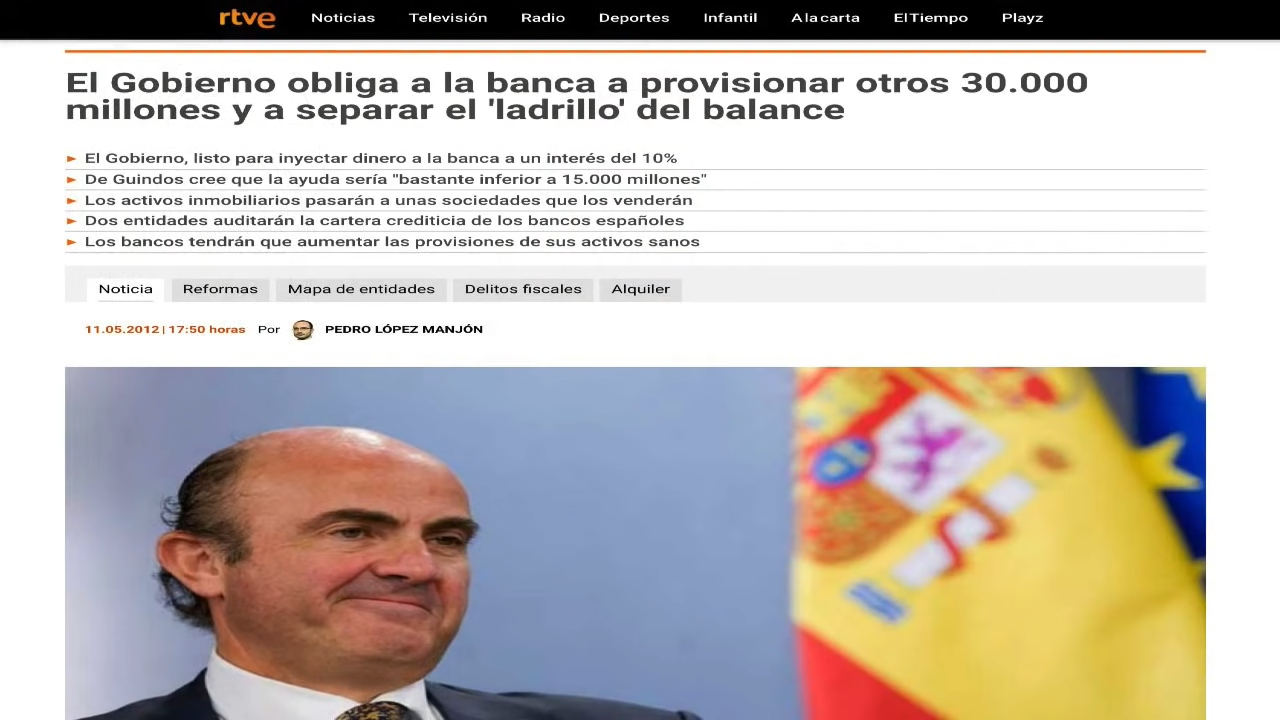 rtve Noticias Televisión Radio Deportes Infantil A la carta El Tiempo Playz
El Gobierno obliga a la banca a provisionar otros 30.000
millones y a separar el 'ladrillo' del balance
► El Gobierno, listo para inyectar dinero a la banca a un interés del 10%
► De Guindos cree que la ayuda sería "bastante inferior a 15.000 millones"
► Los activos inmobiliarios pasarán a unas sociedades que los venderán
► Dos entidades auditarán la cartera crediticia de los bancos españoles
► Los bancos tendrán que aumentar las provisiones de sus activos sanos
Noticia Reformas Mapa de entidades Delitos fiscales Alquiler
11.05.2012 | 17:50 horas Por PEDRO LÓPEZ MANJÓN